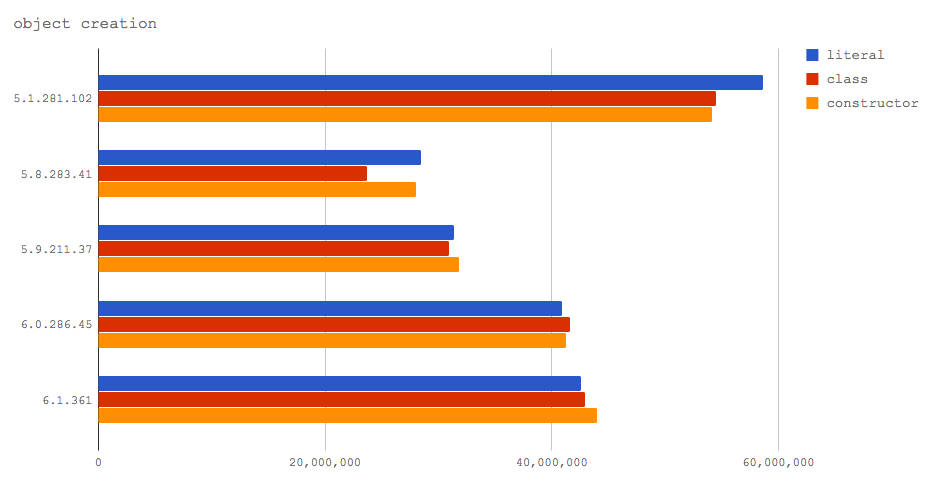 object creation
literal
class
constructor
5.1.281.102
5.8.283.41
5.9.211.37
6.0.286.45
6.1.361
0
20,000,000
40,000,000
60,000,000